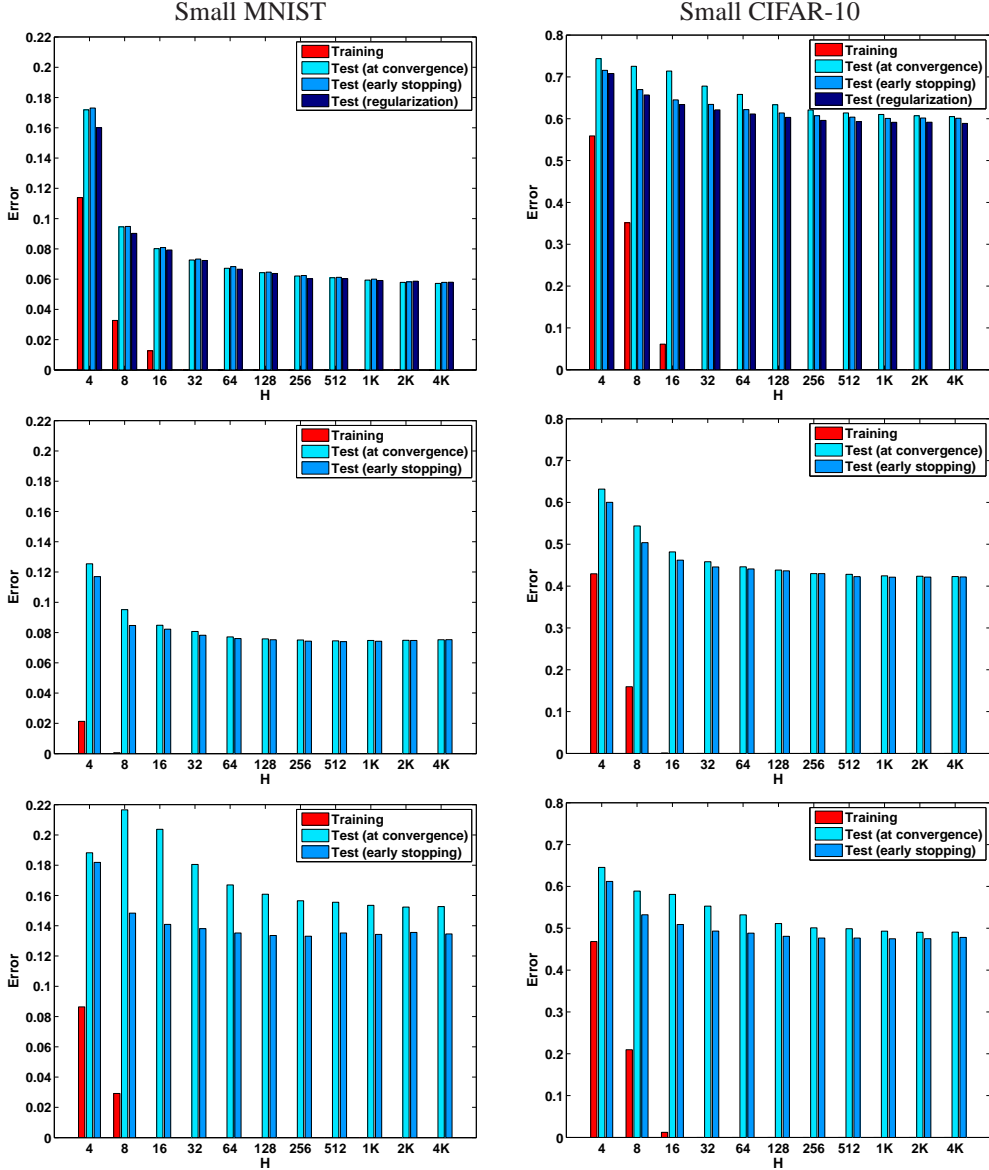 Small MNIST
Small CIFAR-10
0.22
0.2
0.18
0.16
0.14
0.12
0.1
0.08
0.06
0.04
0.02
0
Error
4 8 16 32 64 128 256 512 1K 2K 4K
H
Training
Test (at convergence)
Test (early stopping)
Test (regularization)
0.8
0.7
0.6
0.5
0.4
0.3
0.2
0.1
0
Error
4 8 16 32 64 128 256 512 1K 2K 4K
H
Training
Test (at convergence)
Test (early stopping)
Test (regularization)
0.22
0.2
0.18
0.16
0.14
0.12
0.1
0.08
0.06
0.04
0.02
0
Error
4 8 16 32 64 128 256 512 1K 2K 4K
H
Training
Test (at convergence)
Test (early stopping)
0.8
0.7
0.6
0.5
0.4
0.3
0.2
0.1
0
Error
4 8 16 32 64 128 256 512 1K 2K 4K
H
Training
Test (at convergence)
Test (early stopping)
0.22
0.2
0.18
0.16
0.14
0.12
0.1
0.08
0.06
0.04
0.02
0
Error
4 8 16 32 64 128 256 512 1K 2K 4K
H
Training
Test (at convergence)
Test (early stopping)
0.8
0.7
0.6
0.5
0.4
0.3
0.2
0.1
0
Error
4 8 16 32 64 128 256 512 1K 2K 4K
H
Training
Test (at convergence)
Test (early stopping)